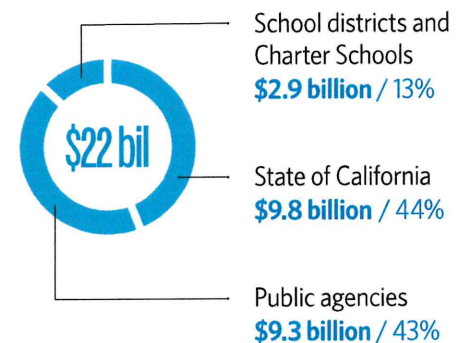 $22 bil
School districts and
Charter Schools
$2.9 billion / 13%
State of California
$9.8 billion / 44%
Public agencies
$9.3 billion / 43%